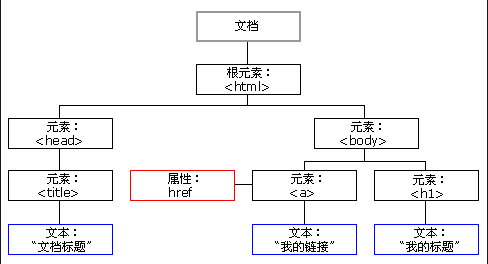 文档
根元素：
<html>
元素：
<head>
元素：
<body>
元素：
<title>
属性：
href
元素：
<a>
元素：
<h1>
文本：
“文档标题”
文本：
“我的链接”
文本：
“我的标题”